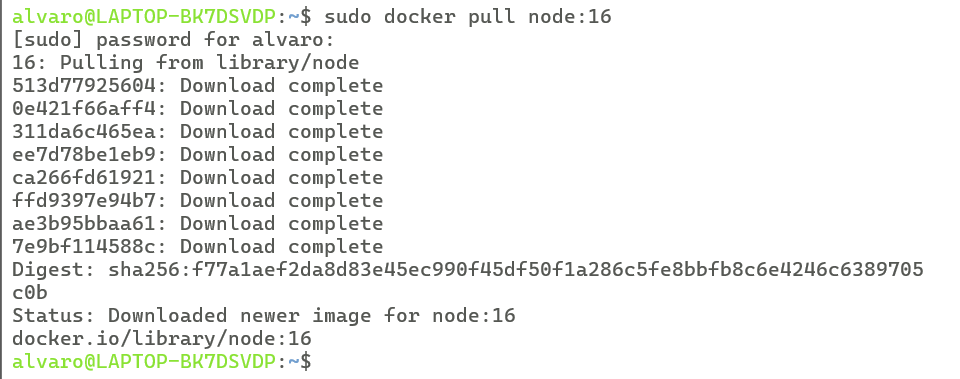 alvaro@LAPTOP-BK7DSVDP:~$ sudo docker pull node:16
[sudo] password for alvaro:
16: Pulling from library/node
513d77925604: Download complete
0e421f66aff4: Download complete
311da6c465ea: Download complete
ee7d78be1eb9: Download complete
ca266fd61921: Download complete
ffd9397e94b7: Download complete
ae3b95bbaa61: Download complete
7e9bf114588c: Download complete
Digest: sha256:f77a1aef2da8d83e45ec990f45df50f1a286c5fe8bbfb8c6e4246c6389705
c0b
Status: Downloaded newer image for node:16
docker.io/library/node:16
alvaro@LAPTOP-BK7DSVDP:~$